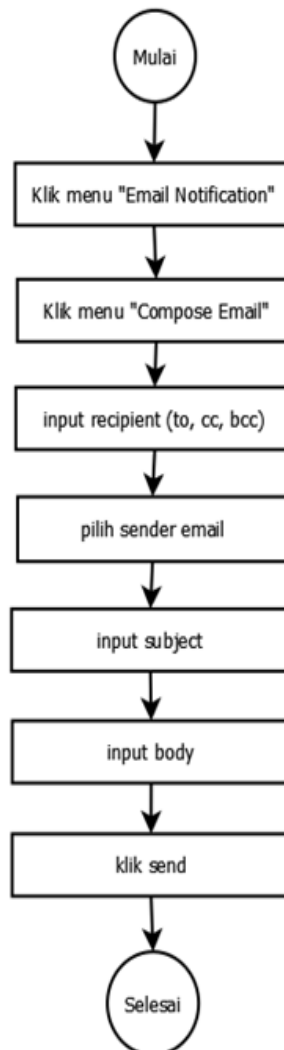 Mulai
Klik menu "Email Notification"
Klik menu "Compose Email"
input recipient (to, cc, bcc)
pilih sender email
input subject
input body
klik send
Selesai